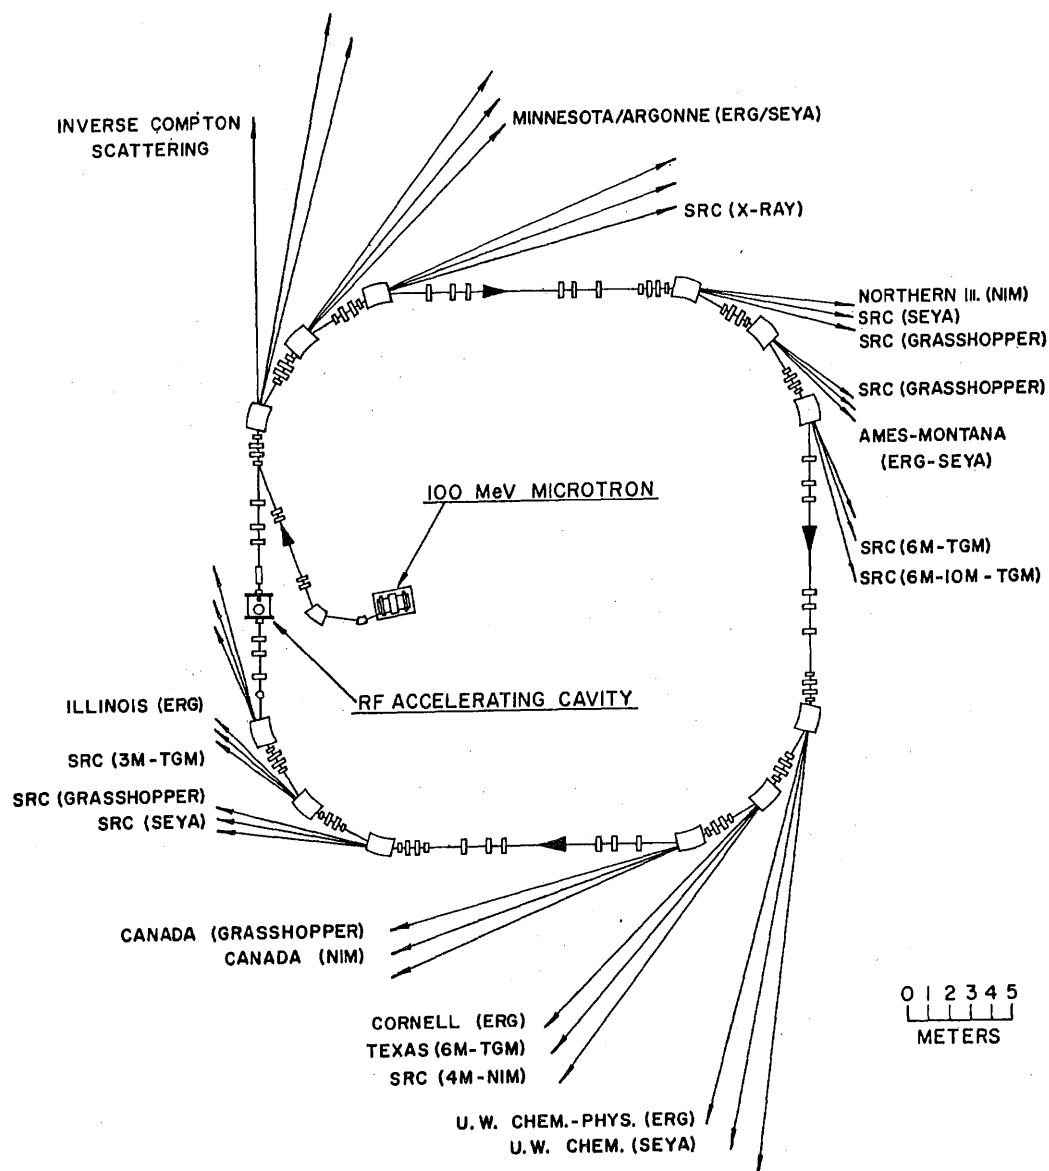 INVERSE COMPTON
SCATTERING
MINNESOTA/ARGONNE (ERG/SEYA)
SRC (X-RAY)
NORTHERN Ill. (NIM)
SRC (SEYA)
SRC (GRASSHOPPER)
SRC (GRASSHOPPER)
AMES-MONTANA
(ERG-SEYA)
100 MeV MICROTRON
SRC (6M-TGM)
SRC (6M-10M-TGM)
RF ACCELERATING CAVITY
ILLINOIS (ERG)
SRC (3M-TGM)
SRC (GRASSHOPPER)
SRC (SEYA)
CANADA (GRASSHOPPER)
CANADA (NIM)
CORNELL (ERG)
TEXAS (6M-TGM)
SRC (4M-NIM)
U.W. CHEM.-PHYS. (ERG)
U.W. CHEM. (SEYA)
0 1 2 3 4 5
METERS